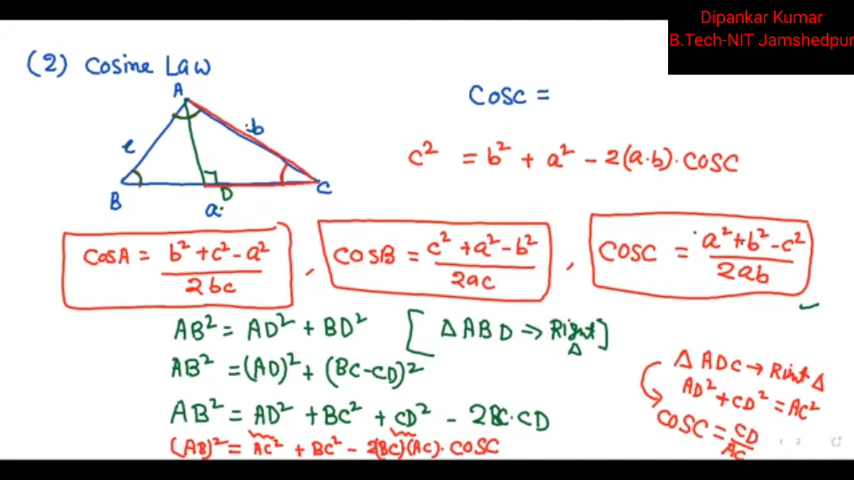 Dipankar Kumar
B.Tech-NIT Jamshedpur
(2) Cosine Law
A
c
b
B
D
C
a
COSC =
c² = b² + a² - 2(a·b)·COSC
COSA = b² + c² - a² / 2bc , COSB = c² + a² - b² / 2ac , COSC = a² + b² - c² / 2ab
AB² = AD² + BD² [ΔABD → Right Δ]
AB² = (AD)² + (BC-CD)²
AB² = AD² + BC² + CD² - 2BC·CD
(AB)² = AC² + BC² - 2(BC)(AC)·COSC
Δ ADC → Rint Δ
AD² + CD² = AC²
COSC = CD / AC